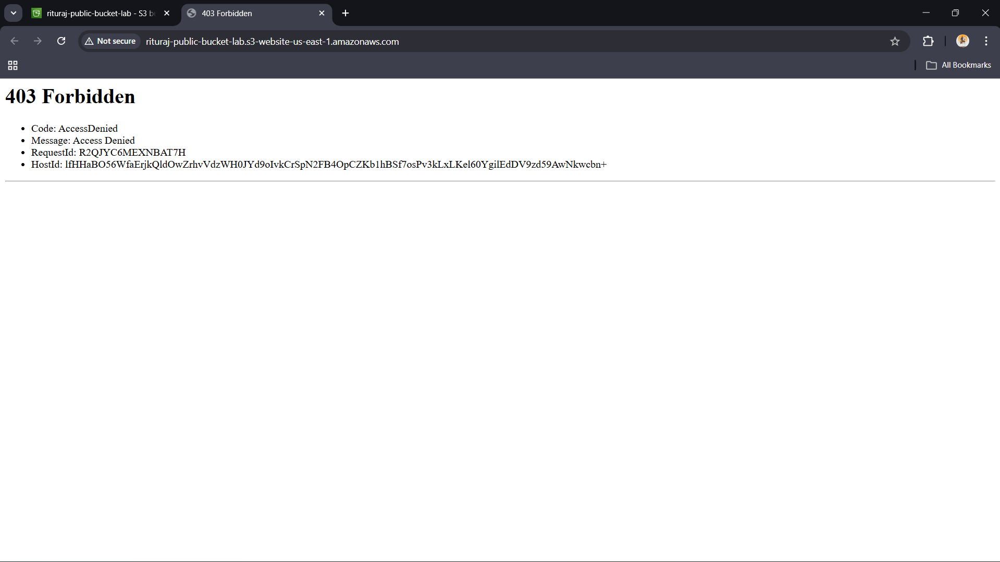 rituraj-public-bucket-lab - S3 b
403 Forbidden
Not secure
rituraj-public-bucket-lab.s3-website-us-east-1.amazonaws.com
All Bookmarks
403 Forbidden
• Code: AccessDenied
• Message: Access Denied
• RequestId: R2QJYC6MEXNBAT7H
• HostId: lfHHaBO56WfaErjkQldOwZrhvVdzWH0JYd9oIvkCrSpN2FB4OpCZKb1hBSf7osPv3kLxLKel60YgilEdDV9zd59AwNkwcbn+